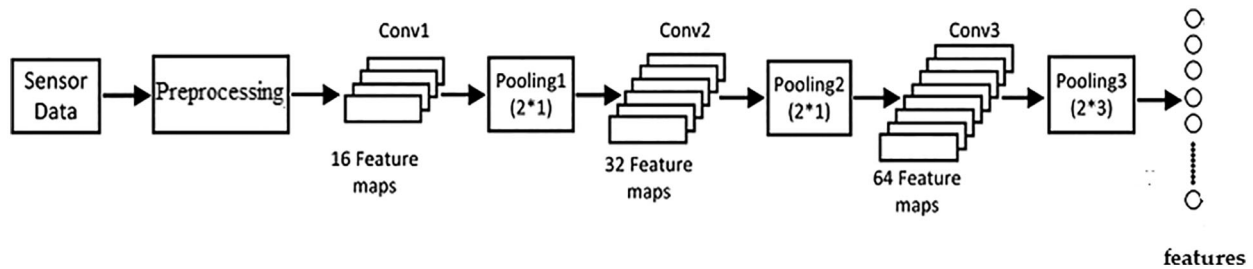 Sensor
Data
Preprocessing
Conv1
16 Feature
maps
Pooling1
(2*1)
Conv2
32 Feature
maps
Pooling2
(2*1)
Conv3
64 Feature
maps
Pooling3
(2*3)
features